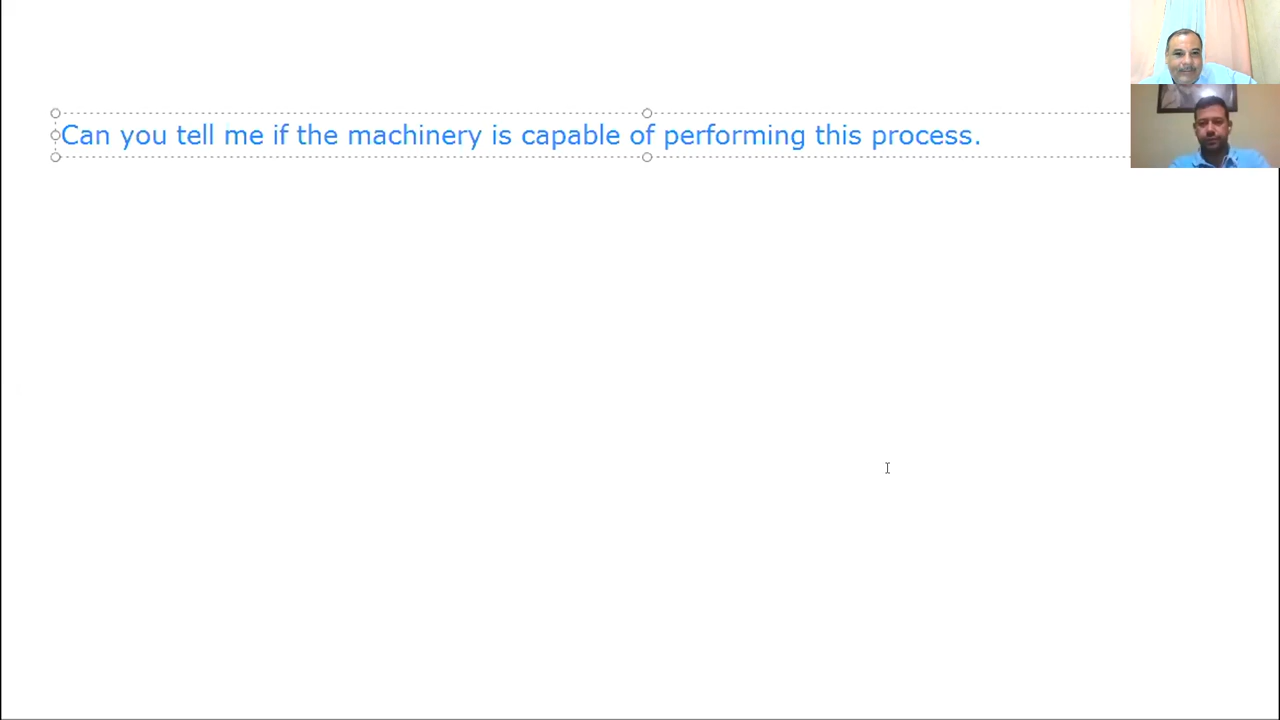 Can you tell me if the machinery is capable of performing this process.